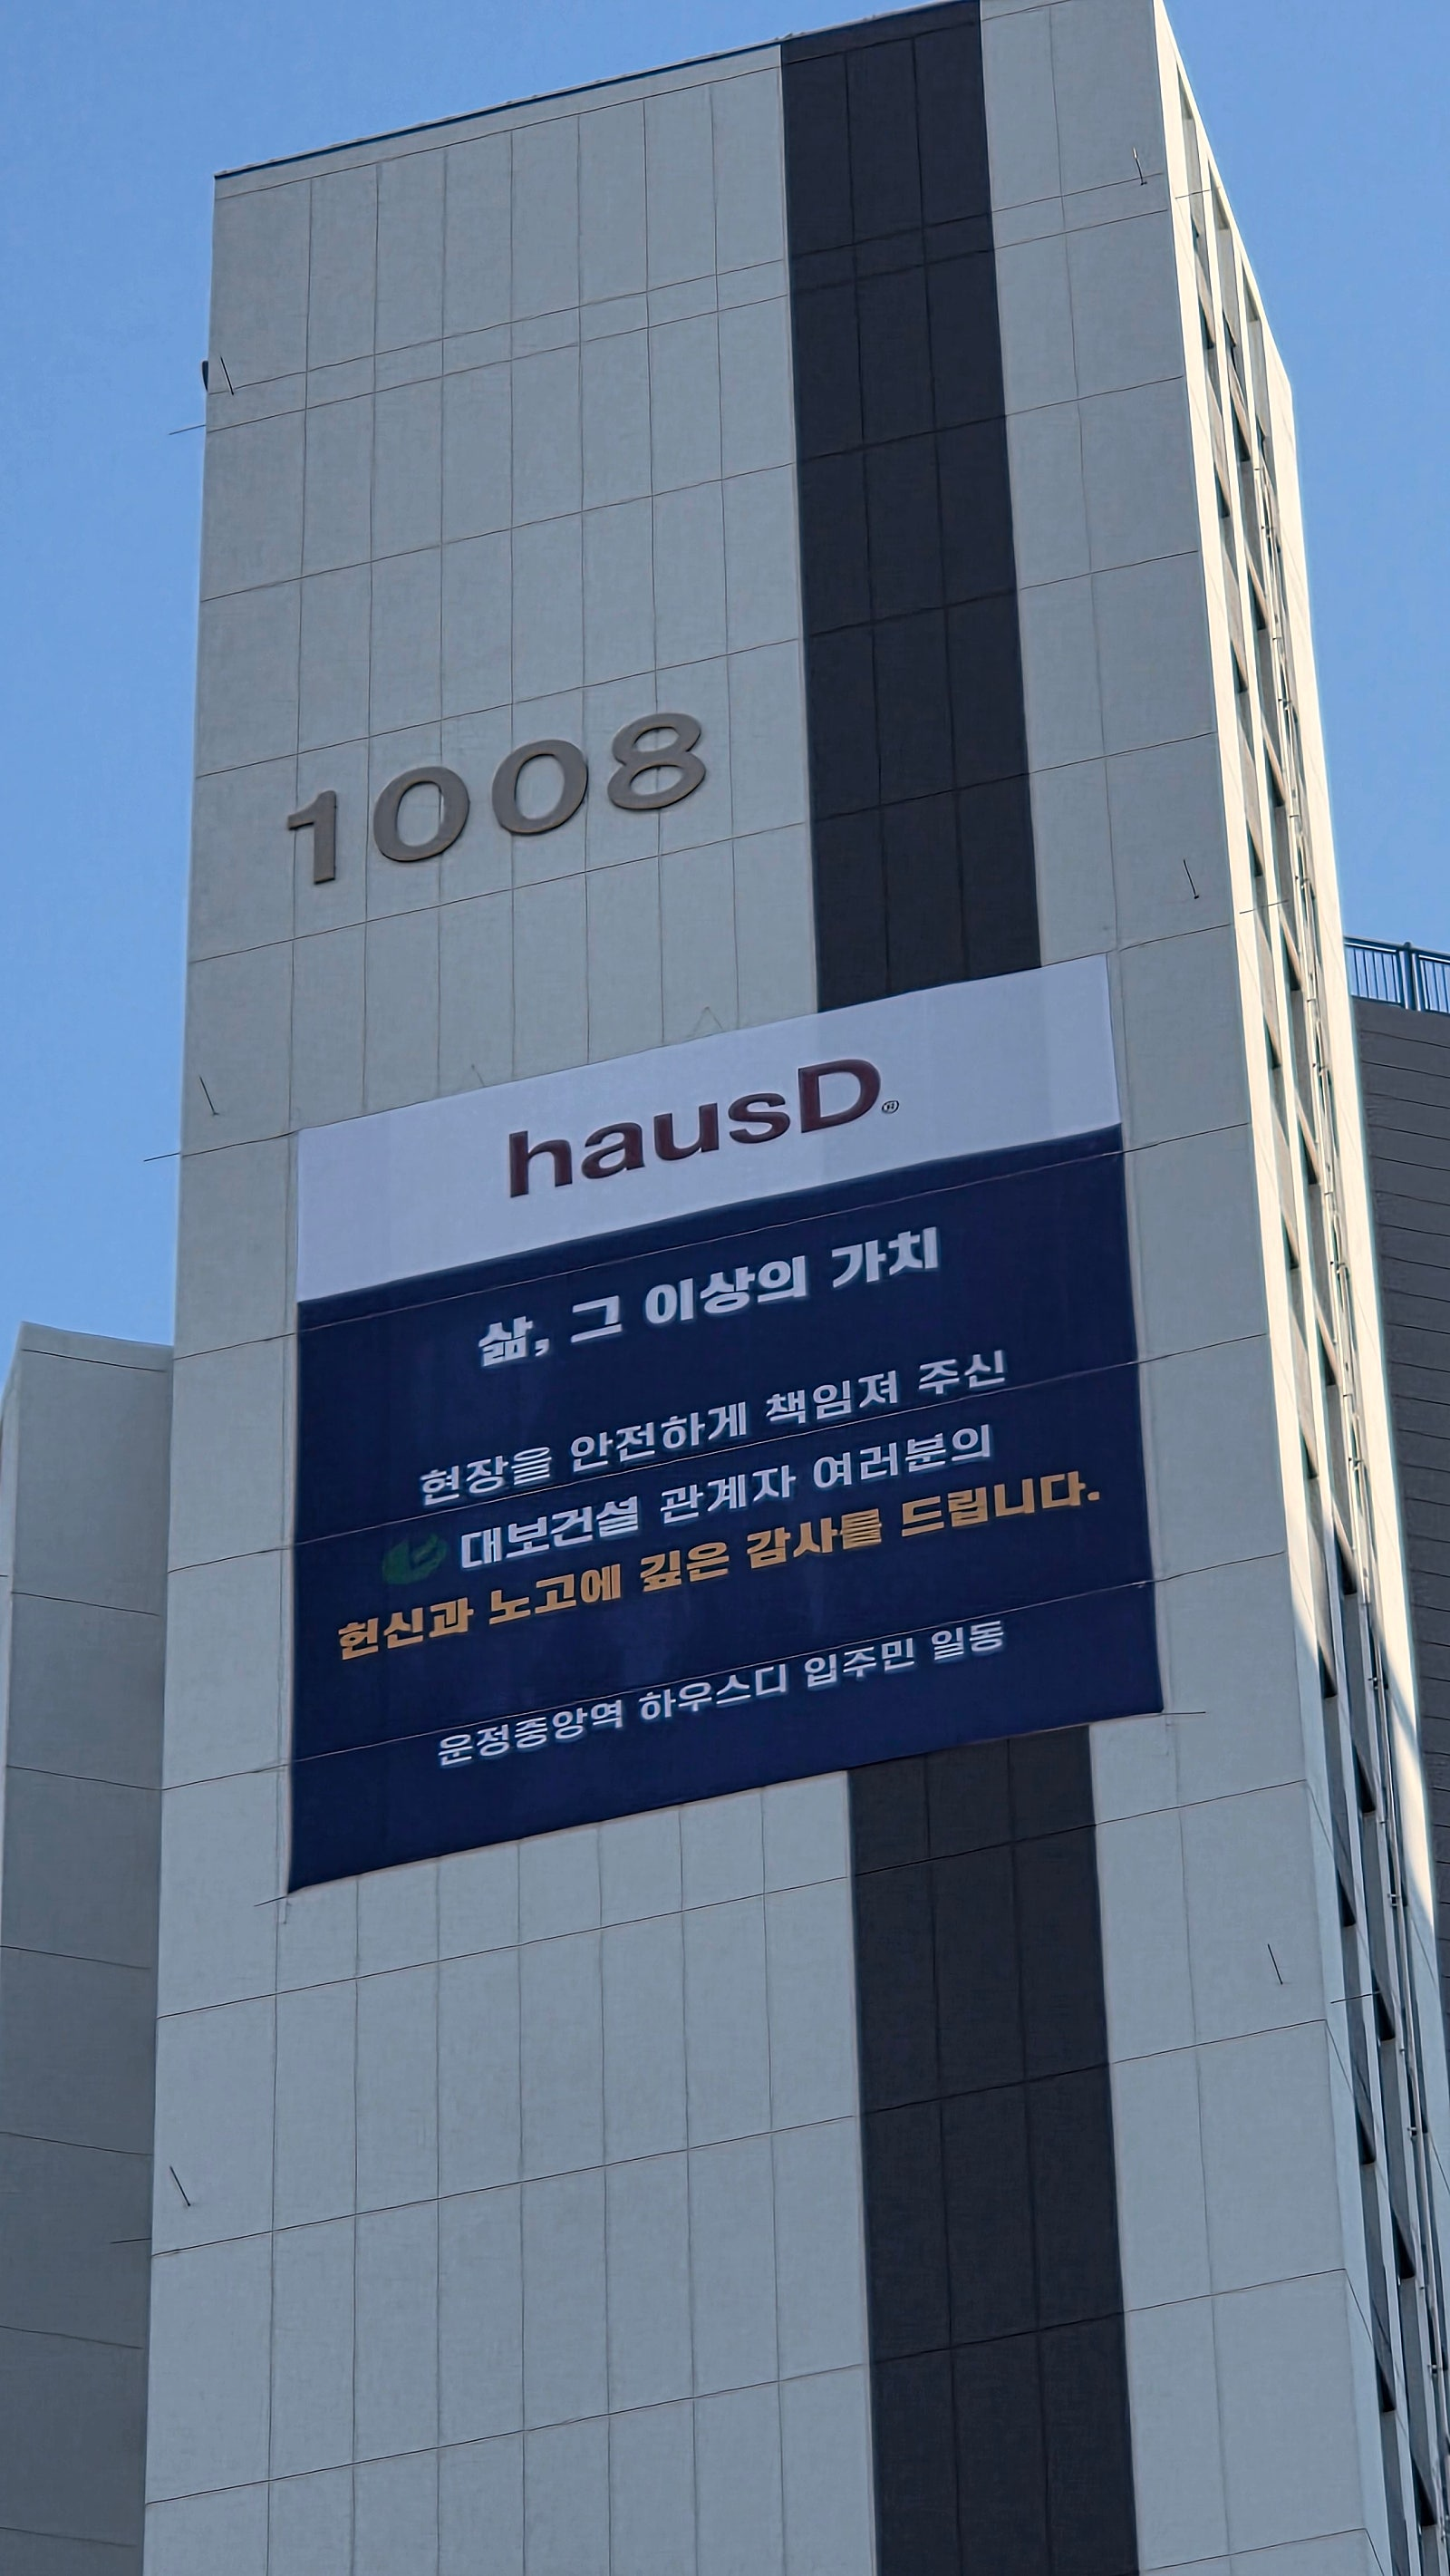 1008
hausD®
삶, 그 이상의 가치
현장을 안전하게 책임져 주신
대보건설 관계자 여러분의
헌신과 노고에 깊은 감사를 드립니다.
운정중앙역 하우스디 입주민 일동